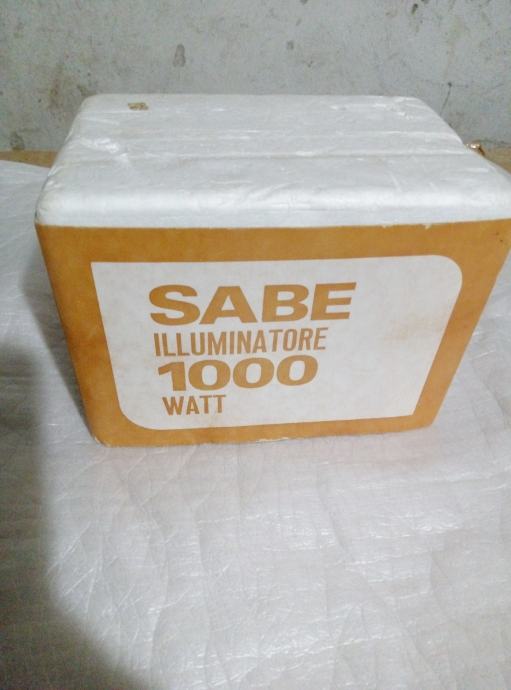 SABE
ILLUMINATORE
1000
WATT